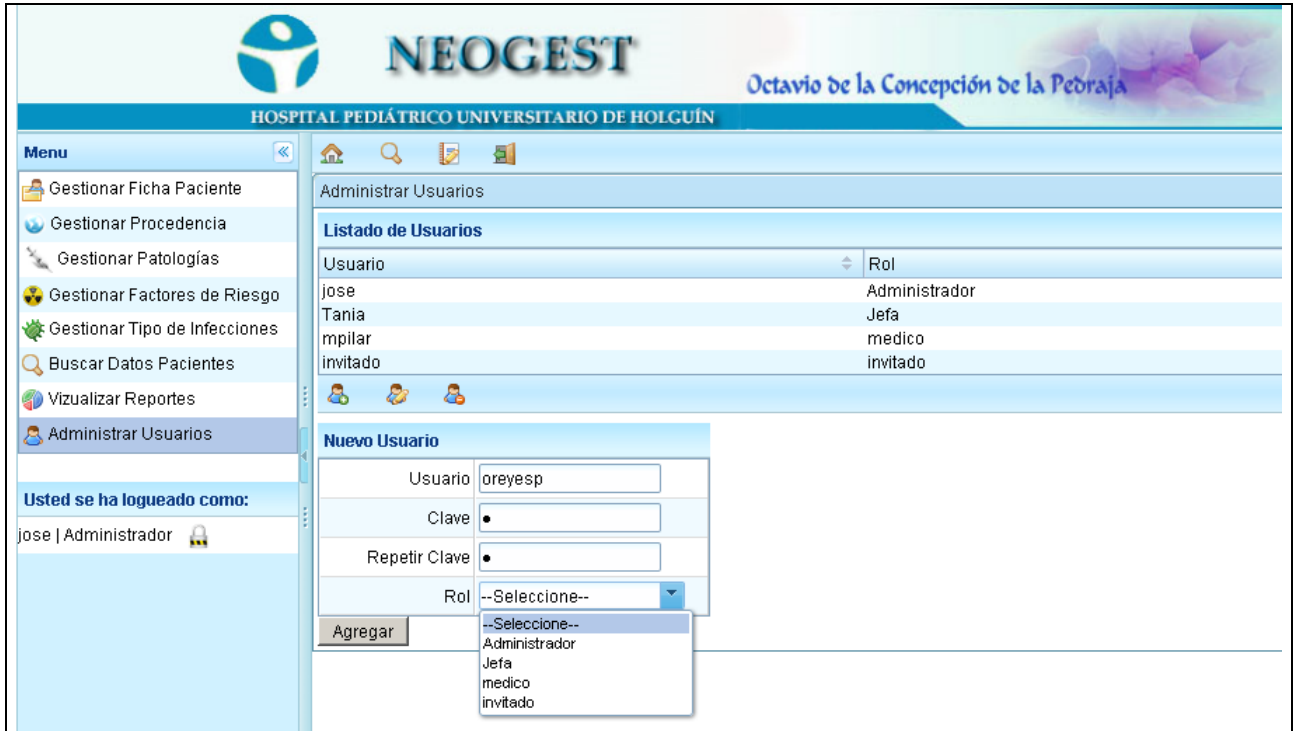 NEOGEST
Octavio de la Concepción de la Pedraja
HOSPITAL PEDIÁTRICO UNIVERSITARIO DE HOLGUÍN
Menu
Gestionar Ficha Paciente
Gestionar Procedencia
Gestionar Patologías
Gestionar Factores de Riesgo
Gestionar Tipo de Infecciones
Buscar Datos Pacientes
Vizualizar Reportes
Administrar Usuarios
Usted se ha logueado como:
jose | Administrador
Administrar Usuarios
Listado de Usuarios
Usuario Rol
jose Administrador
Tania Jefa
mpilar medico
invitado invitado
Nuevo Usuario
Usuario oreyesp
Clave •
Repetir Clave •
Rol --Seleccione--
--Seleccione--
Administrador
Jefa
medico
invitado
Agregar